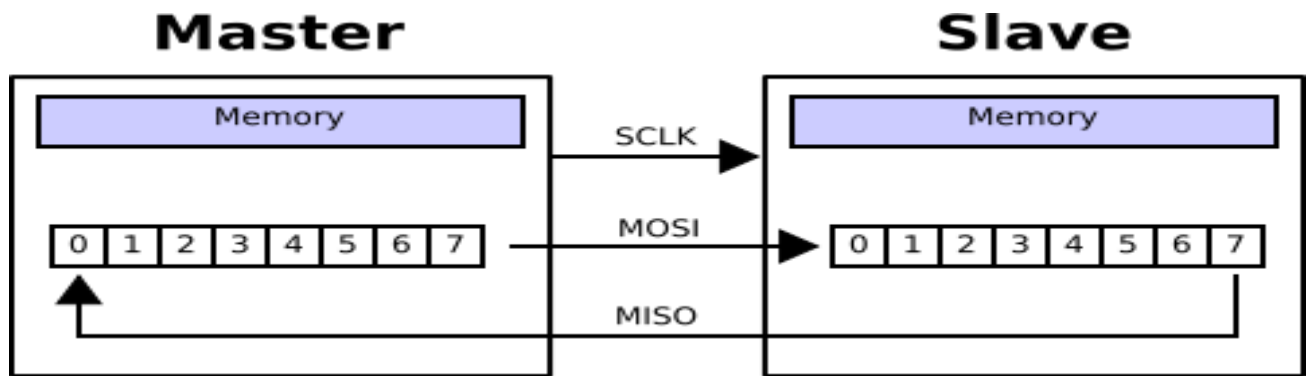 Master Slave
Memory Memory
SCLK
MOSI
0 1 2 3 4 5 6 7 0 1 2 3 4 5 6 7
MISO